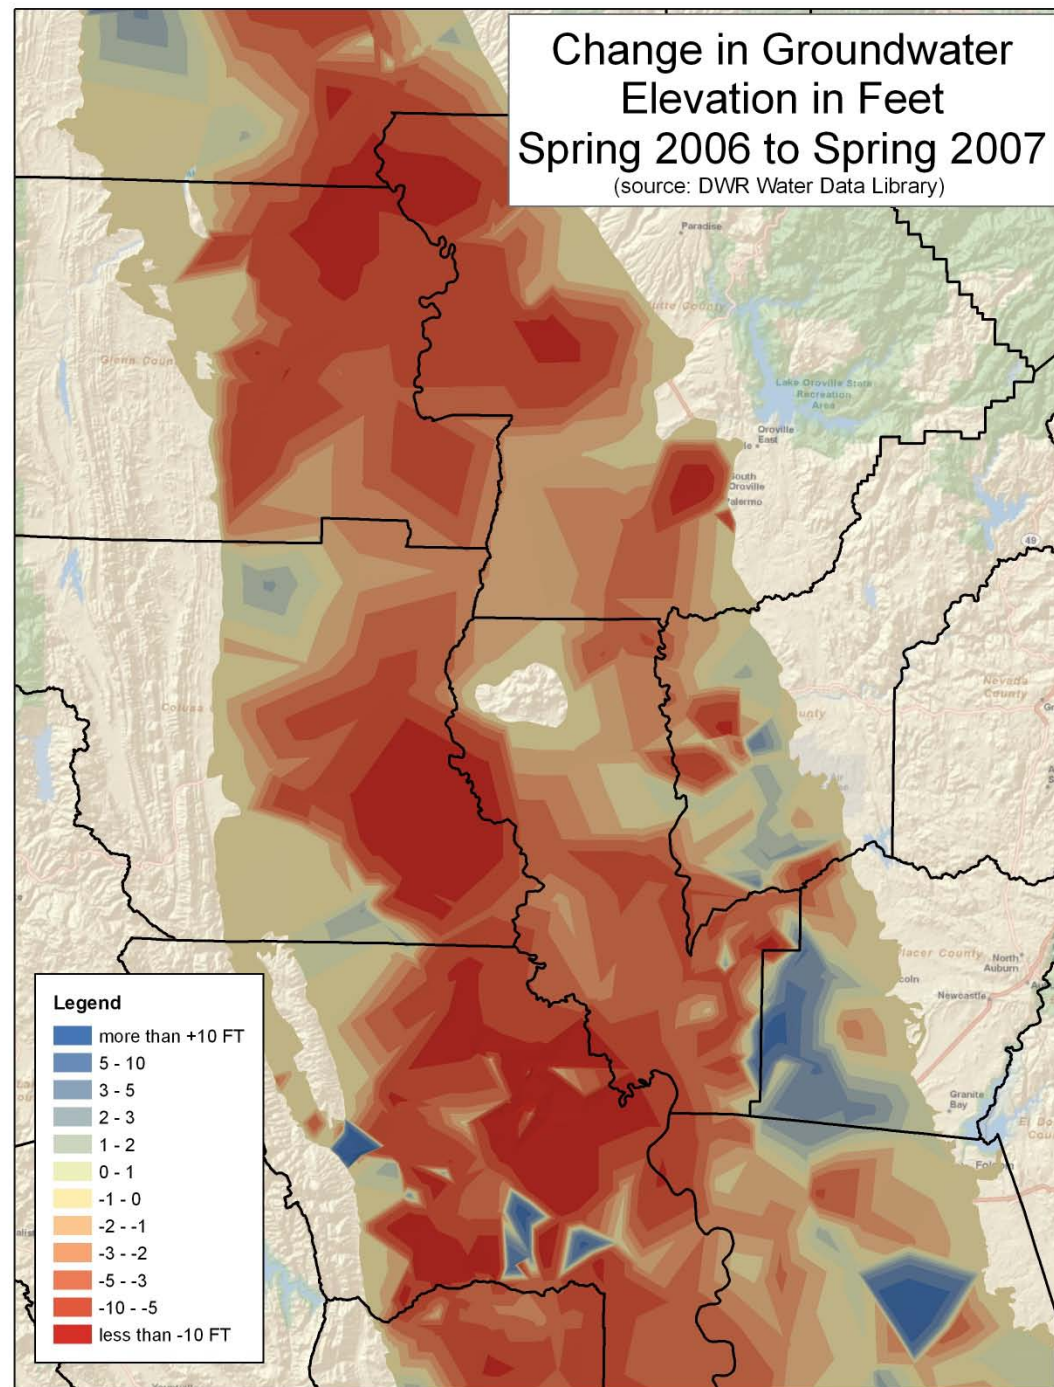 Change in Groundwater
Elevation in Feet
Spring 2006 to Spring 2007
(source: DWR Water Data Library)
Paradise
Lake Oroville State
Recreation
Area
Oroville
East
South
Oroville
Palermo
49
Nevada
County
Placer County
North
Auburn
Newcastle
Granite
Bay
Legend
more than +10 FT
5 - 10
3 - 5
2 - 3
1 - 2
0 - 1
-1 - 0
-2 - -1
-3 - -2
-5 - -3
-10 - -5
less than -10 FT